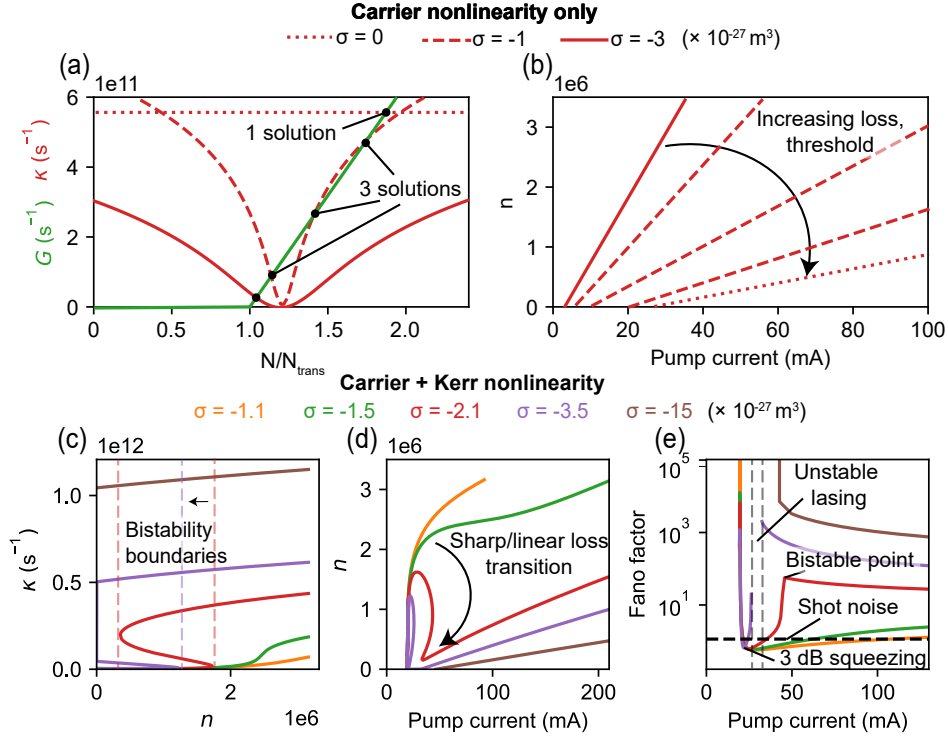 Carrier nonlinearity only
σ = 0 σ = -1 σ = -3 (× 10⁻²⁷ m³)
(a) (b)
1e11 1e6
6
4
2
0
G (s⁻¹) κ (s⁻¹)
1 solution
3 solutions
0 0.5 1.0 1.5 2.0
N/N_trans
3
2
1
0
n
Increasing loss,
threshold
0 20 40 60 80 100
Pump current (mA)
Carrier + Kerr nonlinearity
σ = -1.1 σ = -1.5 σ = -2.1 σ = -3.5 σ = -15 (× 10⁻²⁷ m³)
(c) (d) (e)
1e12 1e6
1.0
0.5
0.0
κ (s⁻¹)
Bistability
boundaries
0 2
n 1e6
3
2
1
0
n
Sharp/linear loss
transition
0 100 200
Pump current (mA)
10⁵
10³
10¹
Fano factor
Unstable
lasing
Bistable point
Shot noise
3 dB squeezing
0 50 100
Pump current (mA)